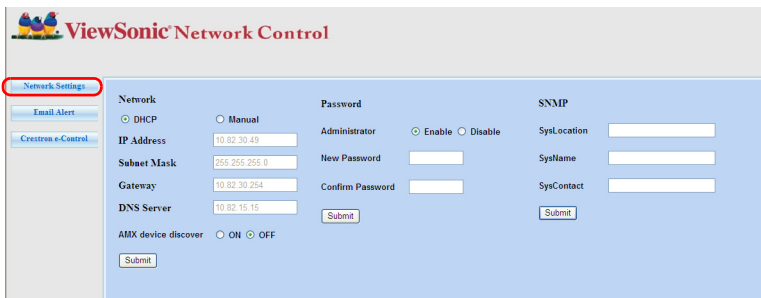 ViewSonic® Network Control
Network Settings
Email Alert
Crestron e-Control
Network
DHCP Manual
IP Address 10.82.30.49
Subnet Mask 255.255.255.0
Gateway 10.82.30.254
DNS Server 10.82.15.15
AMX device discover ON OFF
Submit
Password
Administrator Enable Disable
New Password
Confirm Password
Submit
SNMP
SysLocation
SysName
SysContact
Submit